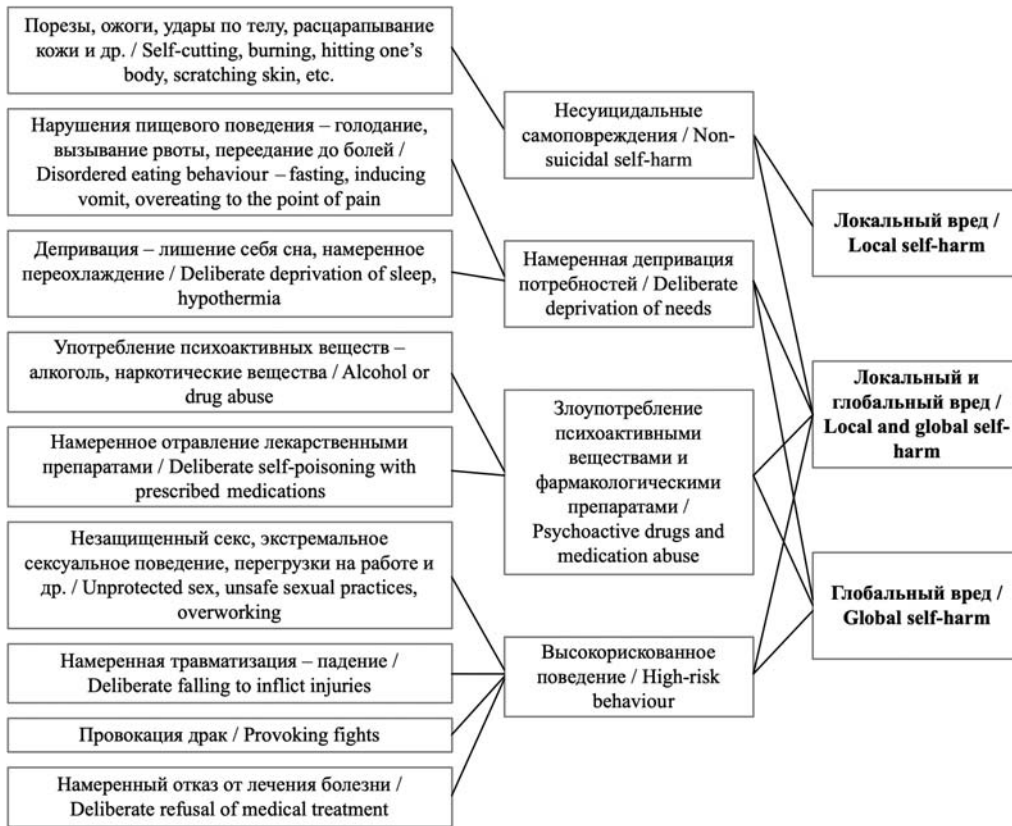 Порезы, ожоги, удары по телу, расцарапывание
кожи и др. / Self-cutting, burning, hitting one’s
body, scratching skin, etc.
Нарушения пищевого поведения – голодание,
вызывание рвоты, переедание до болей /
Disordered eating behaviour – fasting, inducing
vomit, overeating to the point of pain
Депривация – лишение себя сна, намеренное
переохлаждение / Deliberate deprivation of sleep,
hypothermia
Употребление психоактивных веществ –
алкоголь, наркотические вещества / Alcohol or
drug abuse
Намеренное отравление лекарственными
препаратами / Deliberate self-poisoning with
prescribed medications
Незащищенный секс, экстремальное
сексуальное поведение, перегрузки на работе и
др. / Unprotected sex, unsafe sexual practices,
overworking
Намеренная травматизация – падение /
Deliberate falling to inflict injuries
Провокация драк / Provoking fights
Намеренный отказ от лечения болезни /
Deliberate refusal of medical treatment
Несуицидальные
самоповреждения / Non-
suicidal self-harm
Намеренная депривация
потребностей / Deliberate
deprivation of needs
Злоупотребление
психоактивными
веществами и
фармакологическими
препаратами /
Psychoactive drugs and
medication abuse
Высокорискованное
поведение / High-risk
behaviour
Локальный вред /
Local self-harm
Локальный и
глобальный вред /
Local and global self-
harm
Глобальный вред /
Global self-harm